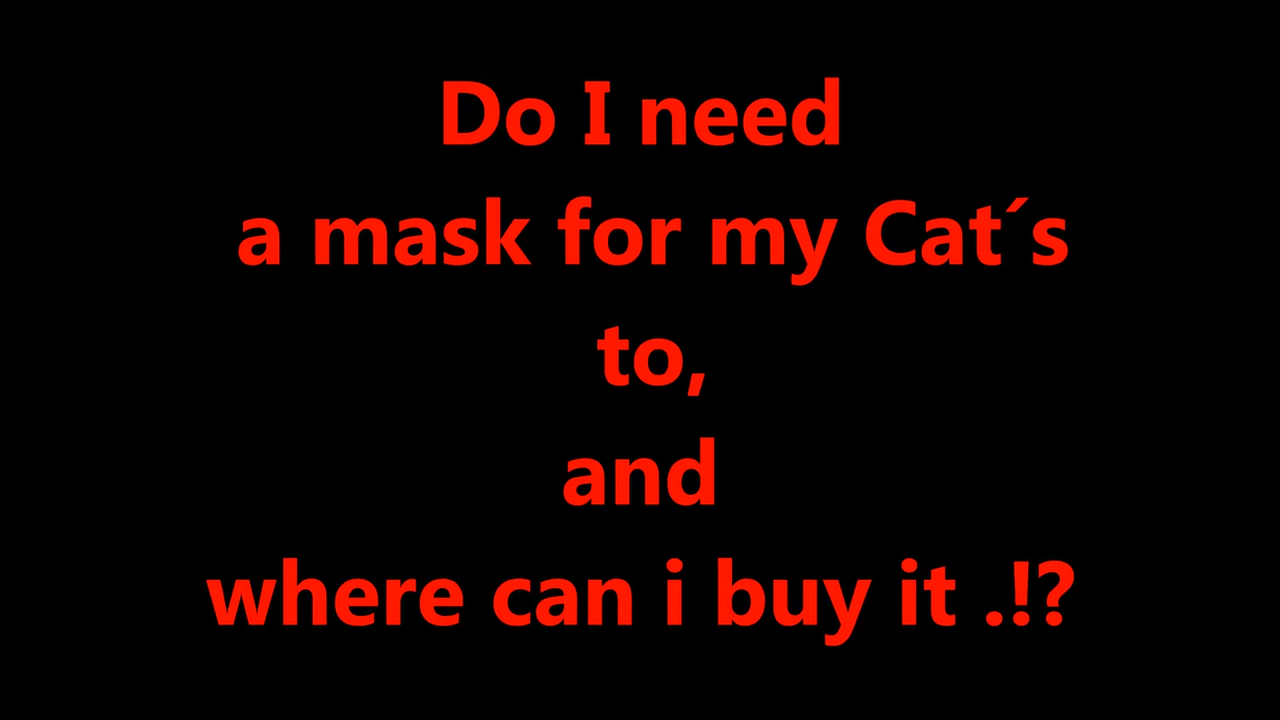 Do I need
a mask for my Cat´s
to,
and
where can i buy it .!?